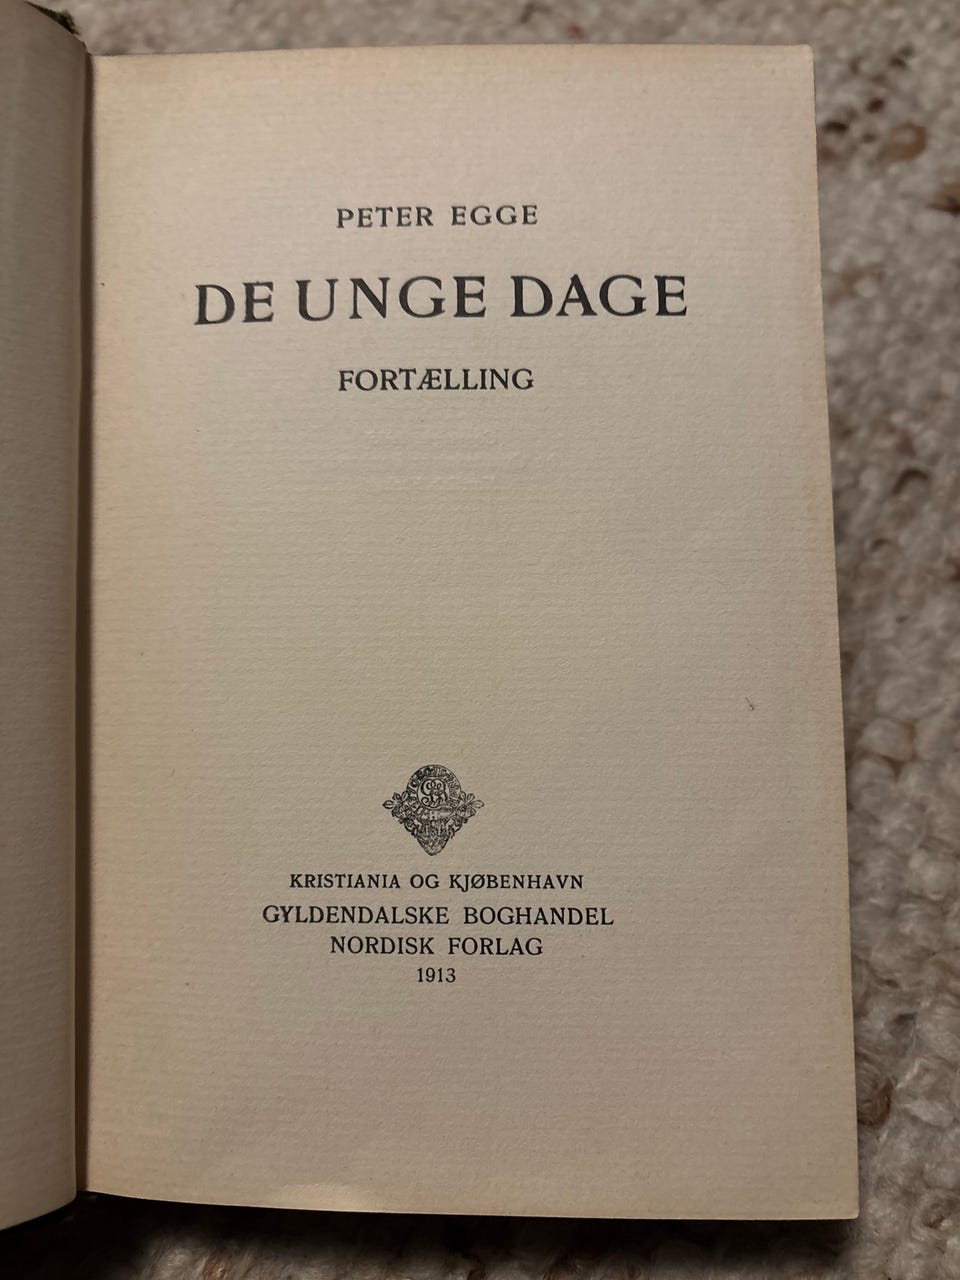 PETER EGGE
DE UNGE DAGE
FORTÆLLING
KRISTIANIA OG KJØBENHAVN
GYLDENDALSKE BOGHANDEL
NORDISK FORLAG
1913